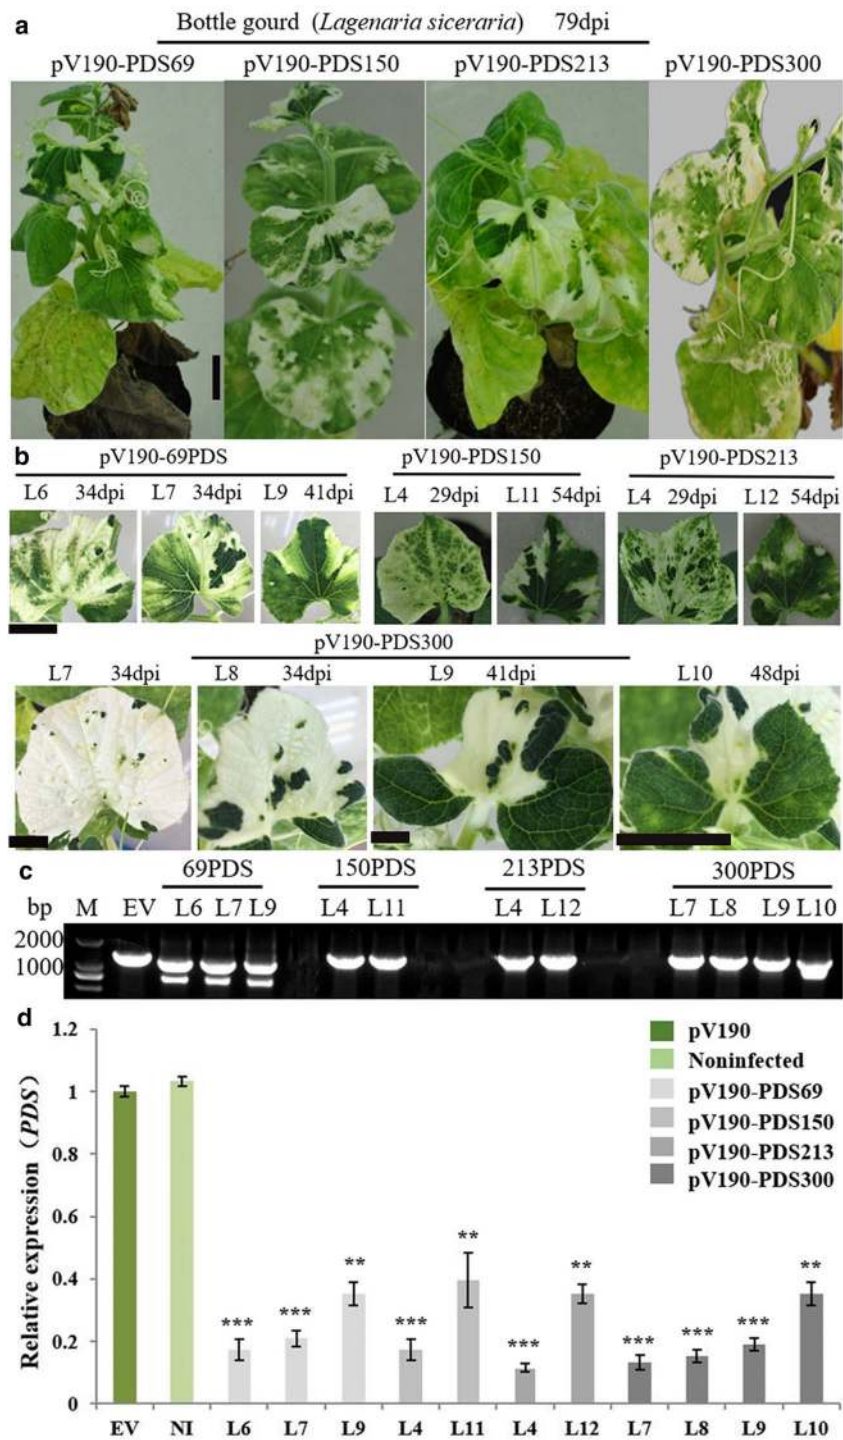 a
Bottle gourd (Lagenaria siceraria) 79dpi
pV190-PDS69 pV190-PDS150 pV190-PDS213 pV190-PDS300
b
pV190-69PDS pV190-PDS150 pV190-PDS213
L6 34dpi L7 34dpi L9 41dpi L4 29dpi L11 54dpi L4 29dpi L12 54dpi
pV190-PDS300
L7 34dpi L8 34dpi L9 41dpi L10 48dpi
c
69PDS 150PDS 213PDS 300PDS
bp M EV L6 L7 L9 L4 L11 L4 L12 L7 L8 L9 L10
2000
1000
d
Relative expression (PDS)
1.2
1
0.8
0.6
0.4
0.2
0
pV190
Noninfected
pV190-PDS69
pV190-PDS150
pV190-PDS213
pV190-PDS300
*** *** ** *** ** *** ** *** *** *** **
EV NI L6 L7 L9 L4 L11 L4 L12 L7 L8 L9 L10